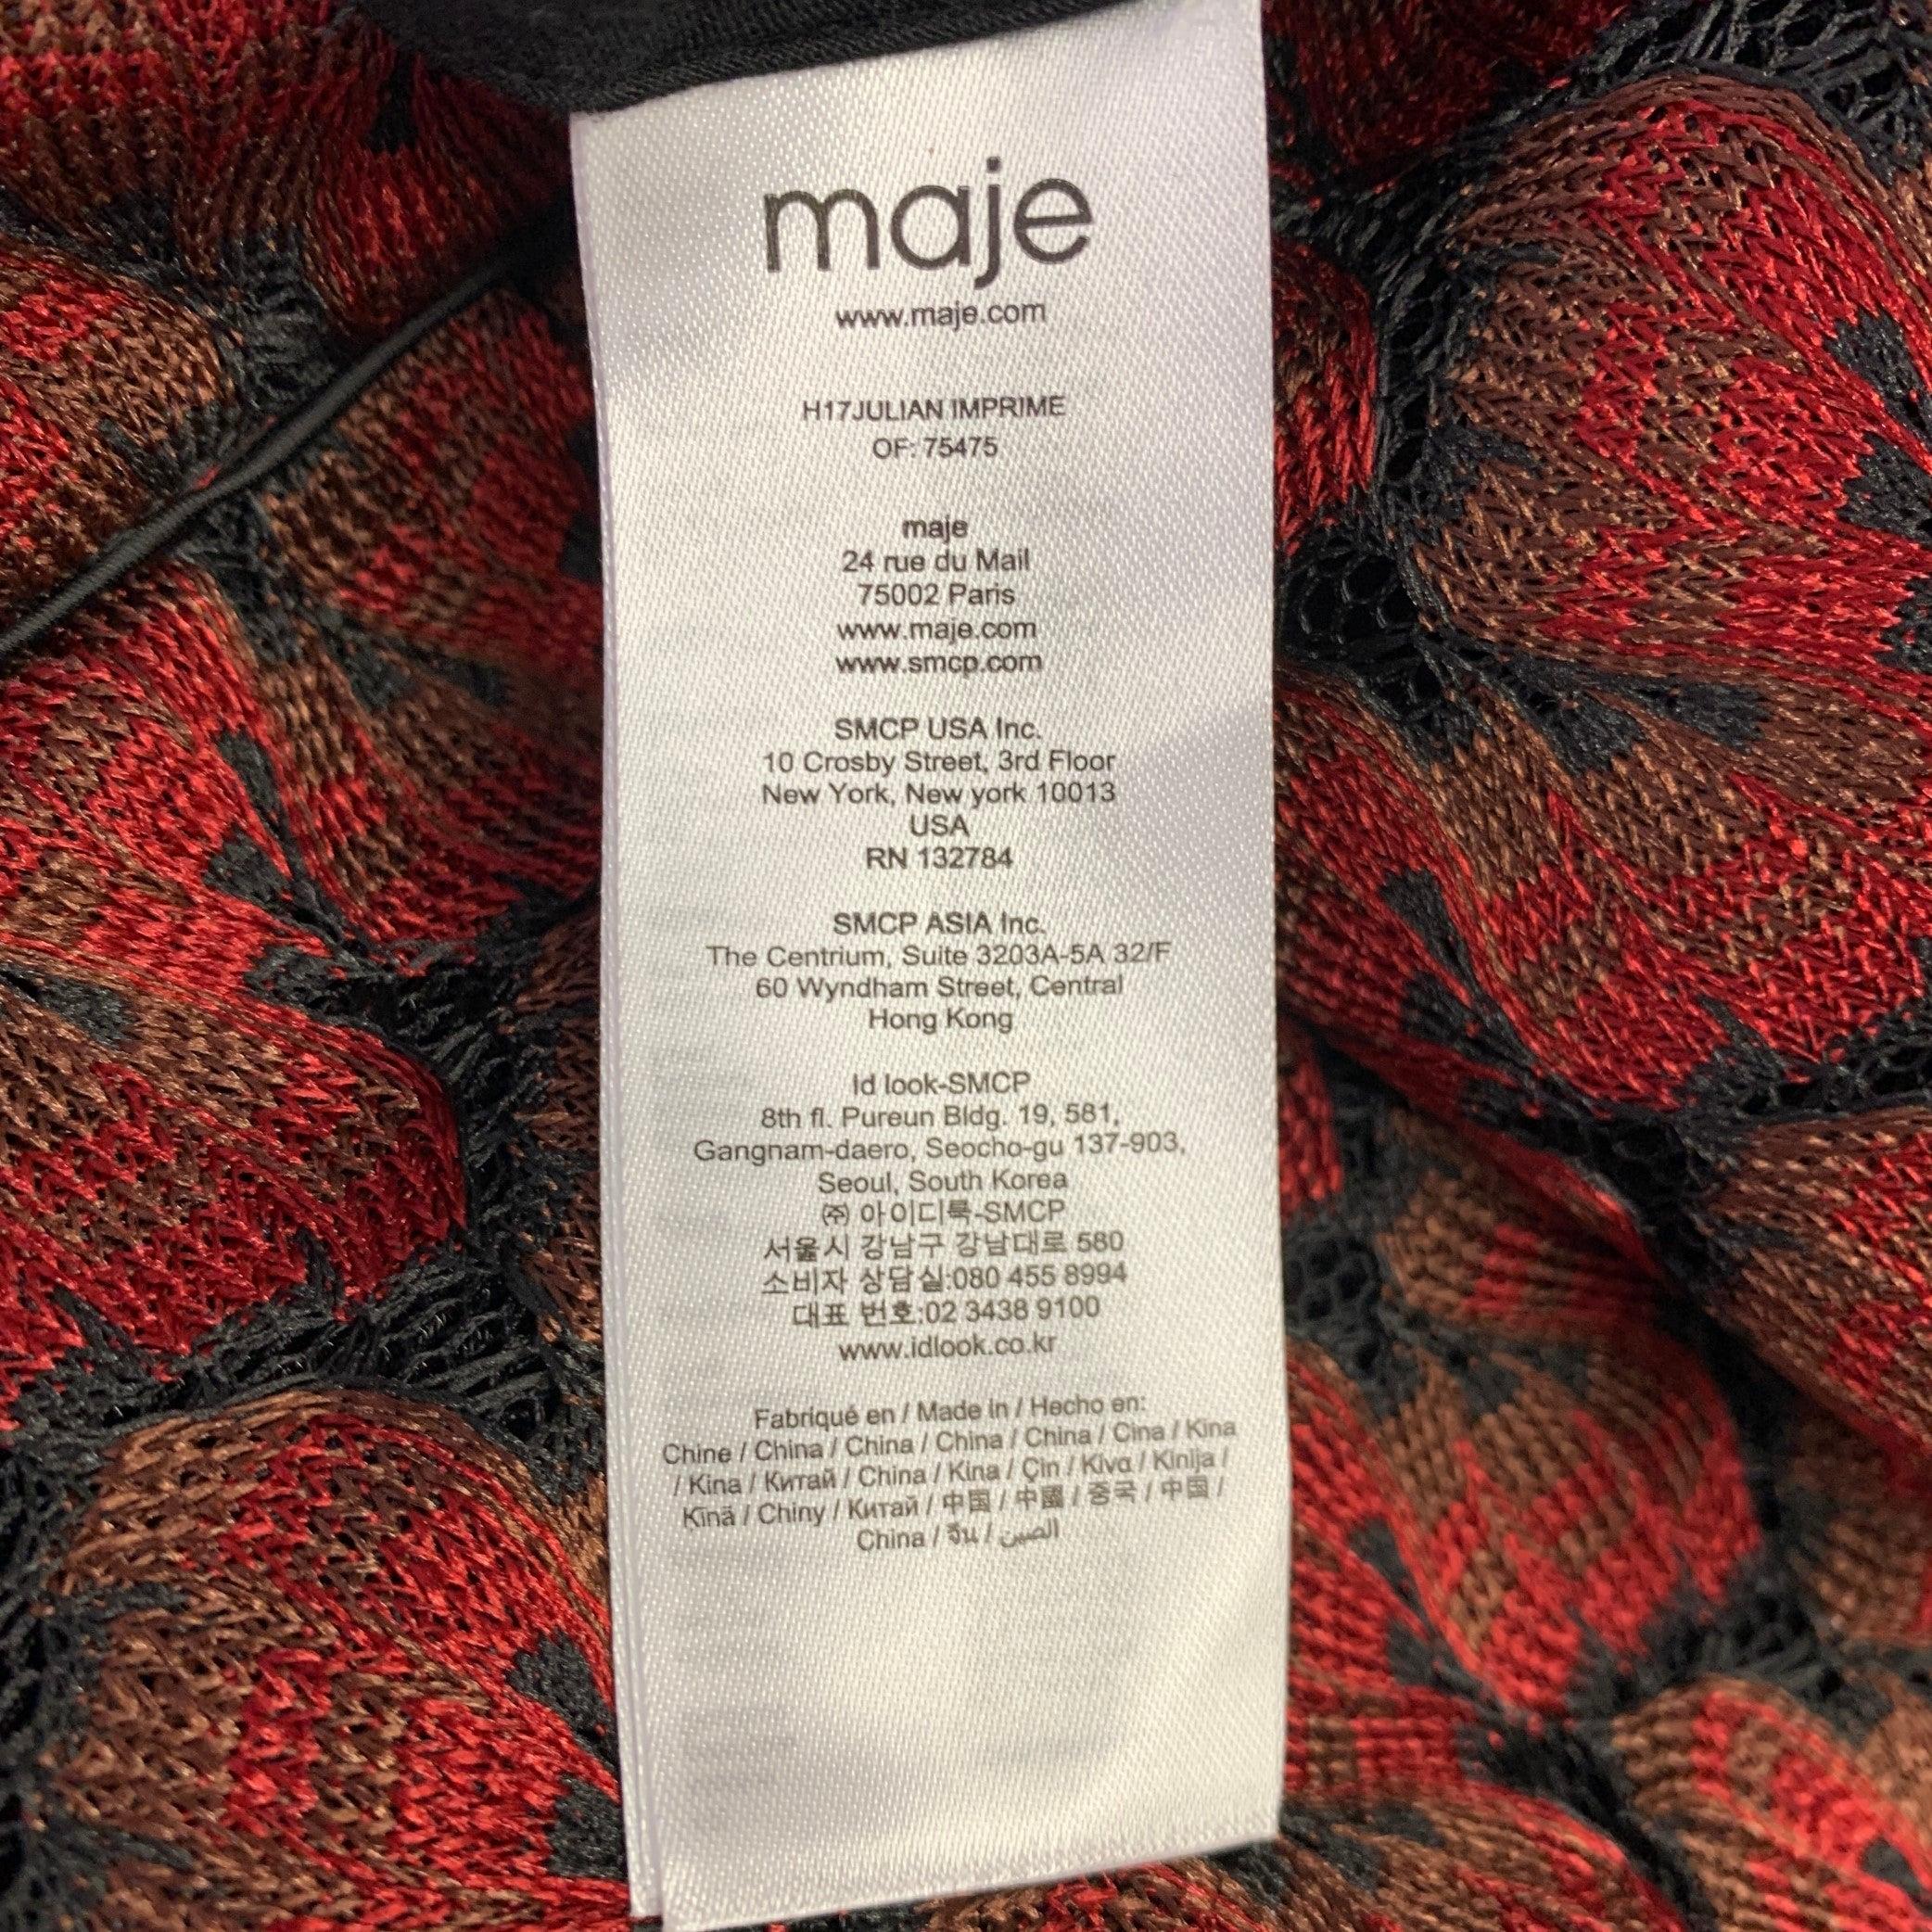 maje
www.maje.com
H17JULIAN IMPRIME
OF: 75475
maje
24 rue du Mail
75002 Paris
www.maje.com
www.smcp.com
SMCP USA Inc.
10 Crosby Street, 3rd Floor
New York, New york 10013
USA
RN 132784
SMCP ASIA Inc.
The Centrium, Suite 3203A-5A 32/F
60 Wyndham Street, Central
Hong Kong
Id look-SMCP
8th fl. Pureun Bldg. 19, 581,
Gangnam-daero, Seocho-gu 137-903,
Seoul, South Korea
㈜ 아이디룩-SMCP
서울시 강남구 강남대로 580
소비자 상담실:080 455 8994
대표 번호:02 3438 9100
www.idlook.co.kr
Fabriqué en / Made in / Hecho en:
Chine / China / China / China / China / Cina / Kina
/ Kina / Китай / China / Kina / Çin / Κίνα / Kinija /
Kīnā / Chiny / Китай / 中国 / 中國 / 중국 / 中国 /
China / จีน / الصين